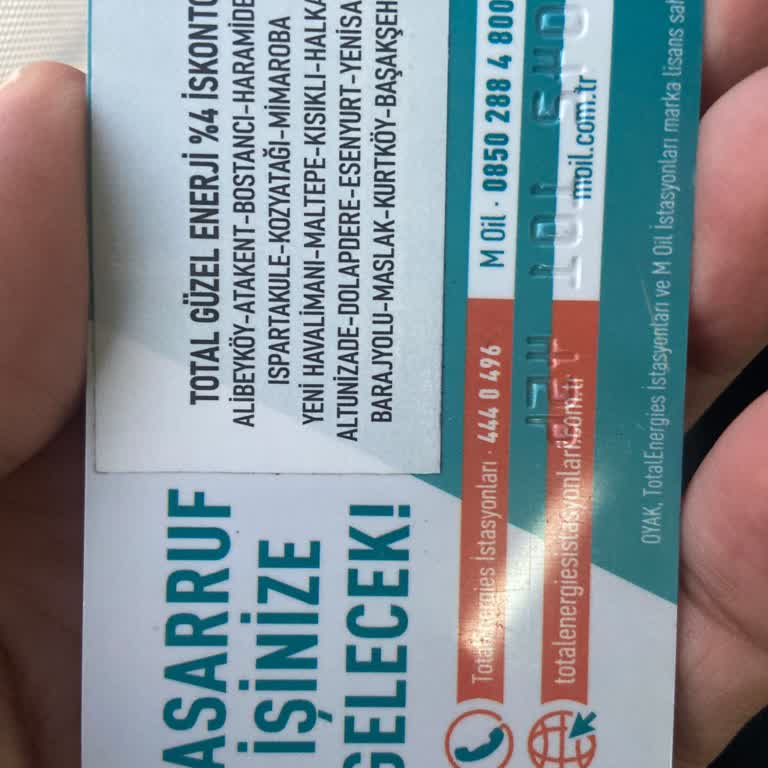 TOTAL GÜZEL ENERJİ %4 İSKONTO
ALİBEYKÖY-ATAKENT-BOSTANCI-HARAMİDE
ISPARTAKULE-KOZYATAĞI-MİMAROBA
YENİ HAVALİMANI-MALTEPE-KISIKLI-HALKA
ALTUNİZADE-DOLAPDERE-ESENYURT-YENİSA
BARAJYOLU-MASLAK-KURTKÖY-BAŞAKŞEH
ASARRUF
İŞİNİZE
GELECEK!
TotalEnergies İstasyonları · 444 0 496
M Oil · 0850 288 4 800
totalenergiesistasyonlari.com.tr
moil.com.tr
OYAK, TotalEnergies İstasyonları ve M Oil İstasyonları marka lisans sah